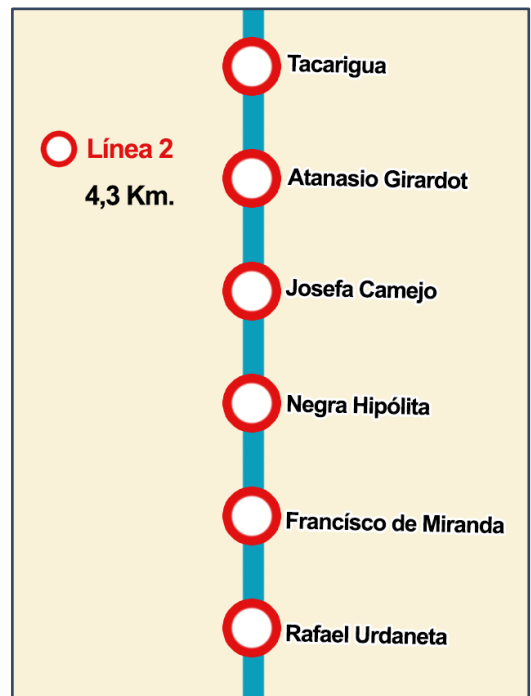 Tacarigua
Línea 2
4,3 Km.
Atanasio Girardot
Josefa Camejo
Negra Hipólita
Francísco de Miranda
Rafael Urdaneta